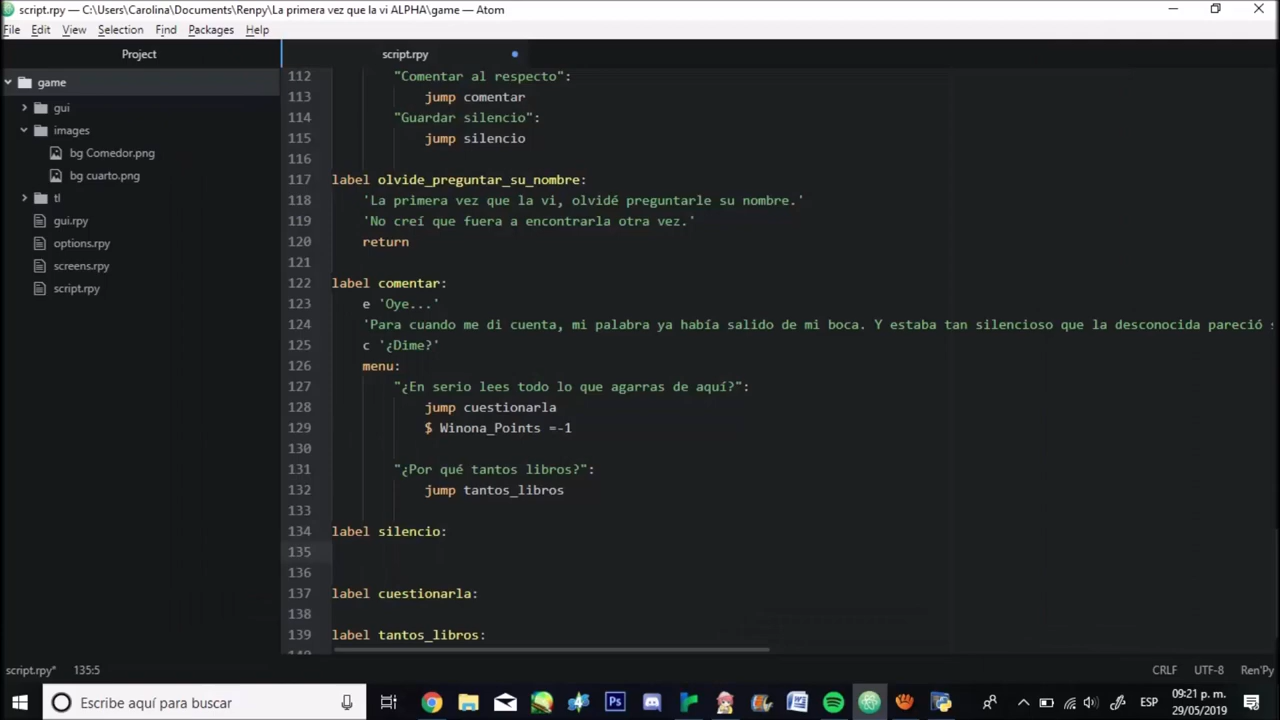 script.rpy — C:\Users\Carolina\Documents\Renpy\La primera vez que la vi ALPHA\game — Atom
File Edit View Selection Find Packages Help
Project
script.rpy
game
gui
images
bg Comedor.png
bg cuarto.png
tl
gui.rpy
options.rpy
screens.rpy
script.rpy
112 "Comentar al respecto":
113 jump comentar
114 "Guardar silencio":
115 jump silencio
116
117 label olvide_preguntar_su_nombre:
118 'La primera vez que la vi, olvidé preguntarle su nombre.'
119 'No creí que fuera a encontrarla otra vez.'
120 return
121
122 label comentar:
123 e 'Oye...'
124 'Para cuando me di cuenta, mi palabra ya había salido de mi boca. Y estaba tan silencioso que la desconocida pareció
125 c '¿Dime?'
126 menu:
127 "¿En serio lees todo lo que agarras de aquí?":
128 jump cuestionarla
129 $ Winona_Points =-1
130
131 "¿Por qué tantos libros?":
132 jump tantos_libros
133
134 label silencio:
135
136
137 label cuestionarla:
138
139 label tantos_libros:
script.rpy* 135:5 CRLF UTF-8 Ren'Py
Escribe aquí para buscar
ESP
09:21 p. m.
29/05/2019